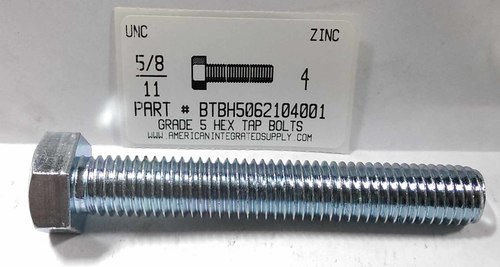 UNC ZINC
5/8
11
4
PART # BTBH5062104001
GRADE 5 HEX TAP BOLTS
WWW.AMERICANINTEGRATEDSUPPLY.COM